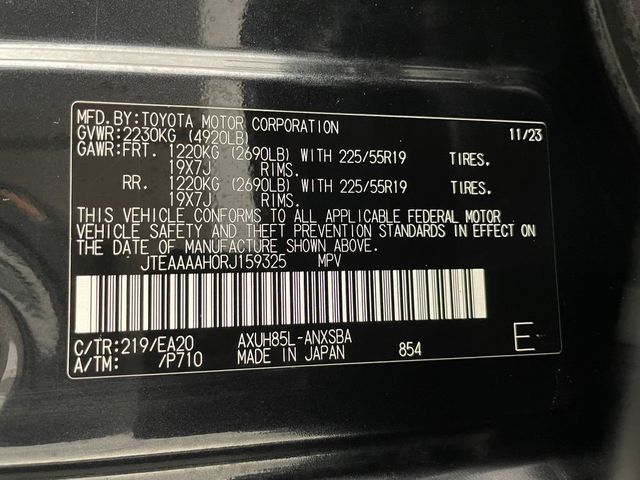 MFD.BY:TOYOTA MOTOR CORPORATION 11/23
GVWR:2230KG (4920LB)
GAWR:FRT. 1220KG (2690LB) WITH 225/55R19 TIRES.
19X7J RIMS.
RR. 1220KG (2690LB) WITH 225/55R19 TIRES.
19X7J RIMS.
THIS VEHICLE CONFORMS TO ALL APPLICABLE FEDERAL MOTOR
VEHICLE SAFETY AND THEFT PREVENTION STANDARDS IN EFFECT ON
THE DATE OF MANUFACTURE SHOWN ABOVE.
JTEAAAAH0RJ159325 MPV
C/TR:219/EA20 AXUH85L-ANXSBA
A/TM: /P710 MADE IN JAPAN 854 E